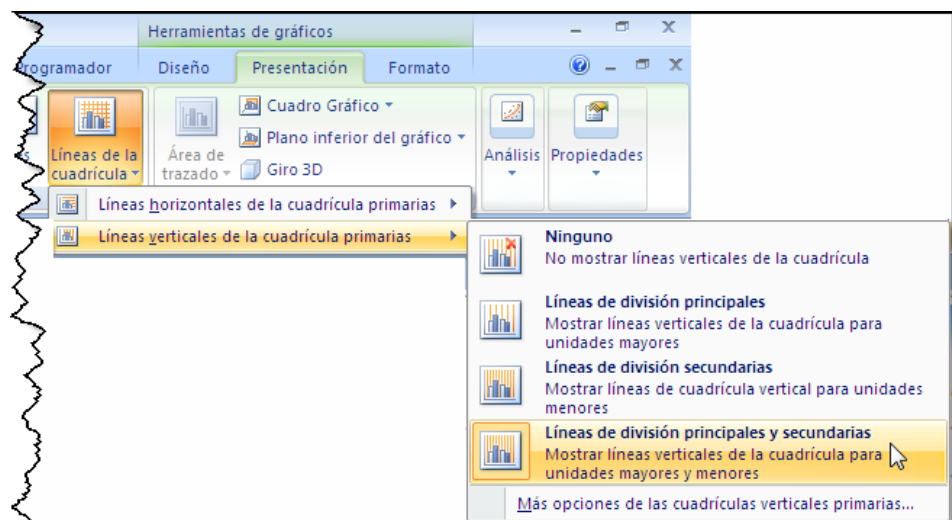 Herramientas de gráficos
Programador Diseño Presentación Formato
Líneas de la cuadrícula
Área de trazado
Cuadro Gráfico
Plano inferior del gráfico
Giro 3D
Análisis
Propiedades
Líneas horizontales de la cuadrícula primarias
Líneas verticales de la cuadrícula primarias
Ninguno
No mostrar líneas verticales de la cuadrícula
Líneas de división principales
Mostrar líneas verticales de la cuadrícula para
unidades mayores
Líneas de división secundarias
Mostrar líneas de cuadrícula vertical para unidades
menores
Líneas de división principales y secundarias
Mostrar líneas verticales de la cuadrícula para
unidades mayores y menores
Más opciones de las cuadrículas verticales primarias...